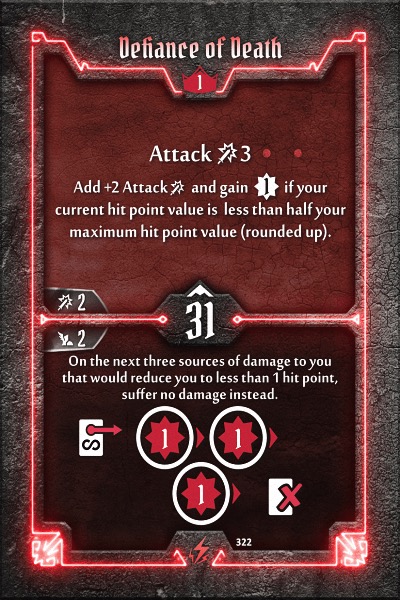 Defiance of Death
1
Attack 3
Add +2 Attack and gain 1 if your
current hit point value is less than half your
maximum hit point value (rounded up).
2
31
2
On the next three sources of damage to you
that would reduce you to less than 1 hit point,
suffer no damage instead.
S 1 1
1
322